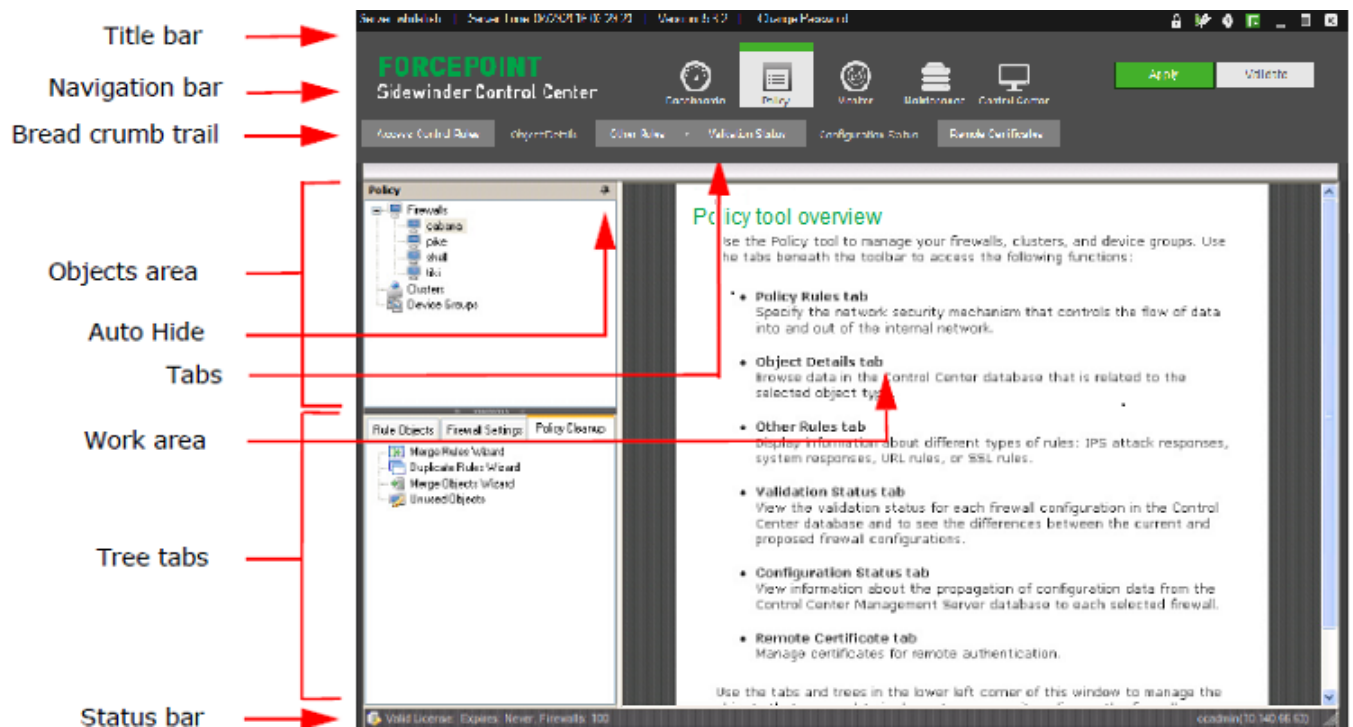 Title bar
Navigation bar
Bread crumb trail
Objects area
Auto Hide
Tabs
Work area
Tree tabs
Status bar
Change Password
FORCEPOINT
Sidewinder Control Center
Policy
Monitor
Maintenance
Control Center
Apply
Validate
Access Control Rules
Object Details
Other Rules
Validation Status
Configuration Status
Remote Certificates
Policy
Firewalls
cabana
pike
shell
tiki
Clusters
Device Groups
Rule Objects
Firewall Settings
Policy Cleanup
Merge Rules Wizard
Duplicate Rules Wizard
Merge Objects Wizard
Unused Objects
Policy tool overview
Use the Policy tool to manage your firewalls, clusters, and device groups. Use
the tabs beneath the toolbar to access the following functions:
• Policy Rules tab
Specify the network security mechanism that controls the flow of data
into and out of the internal network.
• Object Details tab
Browse data in the Control Center database that is related to the
selected object type.
• Other Rules tab
Display information about different types of rules: IPS attack responses,
system responses, URL rules, or SSL rules.
• Validation Status tab
View the validation status for each firewall configuration in the Control
Center database and to see the differences between the current and
proposed firewall configurations.
• Configuration Status tab
View information about the propagation of configuration data from the
Control Center Management Server database to each selected firewall.
• Remote Certificate tab
Manage certificates for remote authentication.
Use the tabs and trees in the lower left corner of this window to manage the
Valid License: Expires: Never, Firewalls: 100